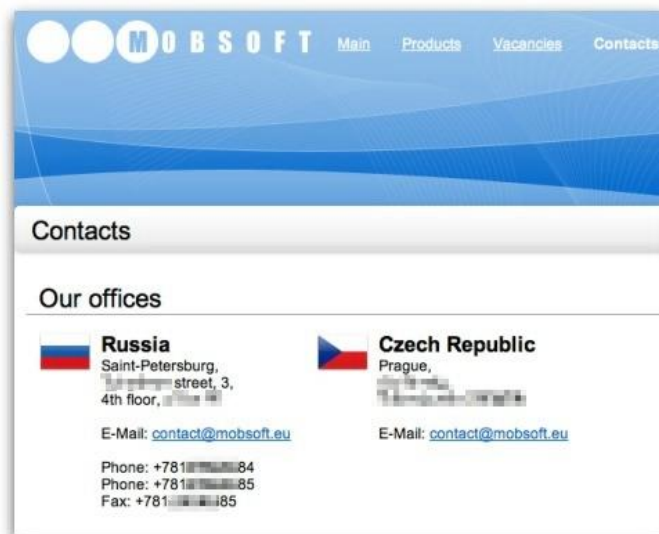 MOBSOFT Main Products Vacancies Contacts
Contacts
Our offices
Russia
Saint-Petersburg,
street, 3,
4th floor,
E-Mail: contact@mobsoft.eu
Phone: +781 84
Phone: +781 85
Fax: +781 85
Czech Republic
Prague,
E-Mail: contact@mobsoft.eu